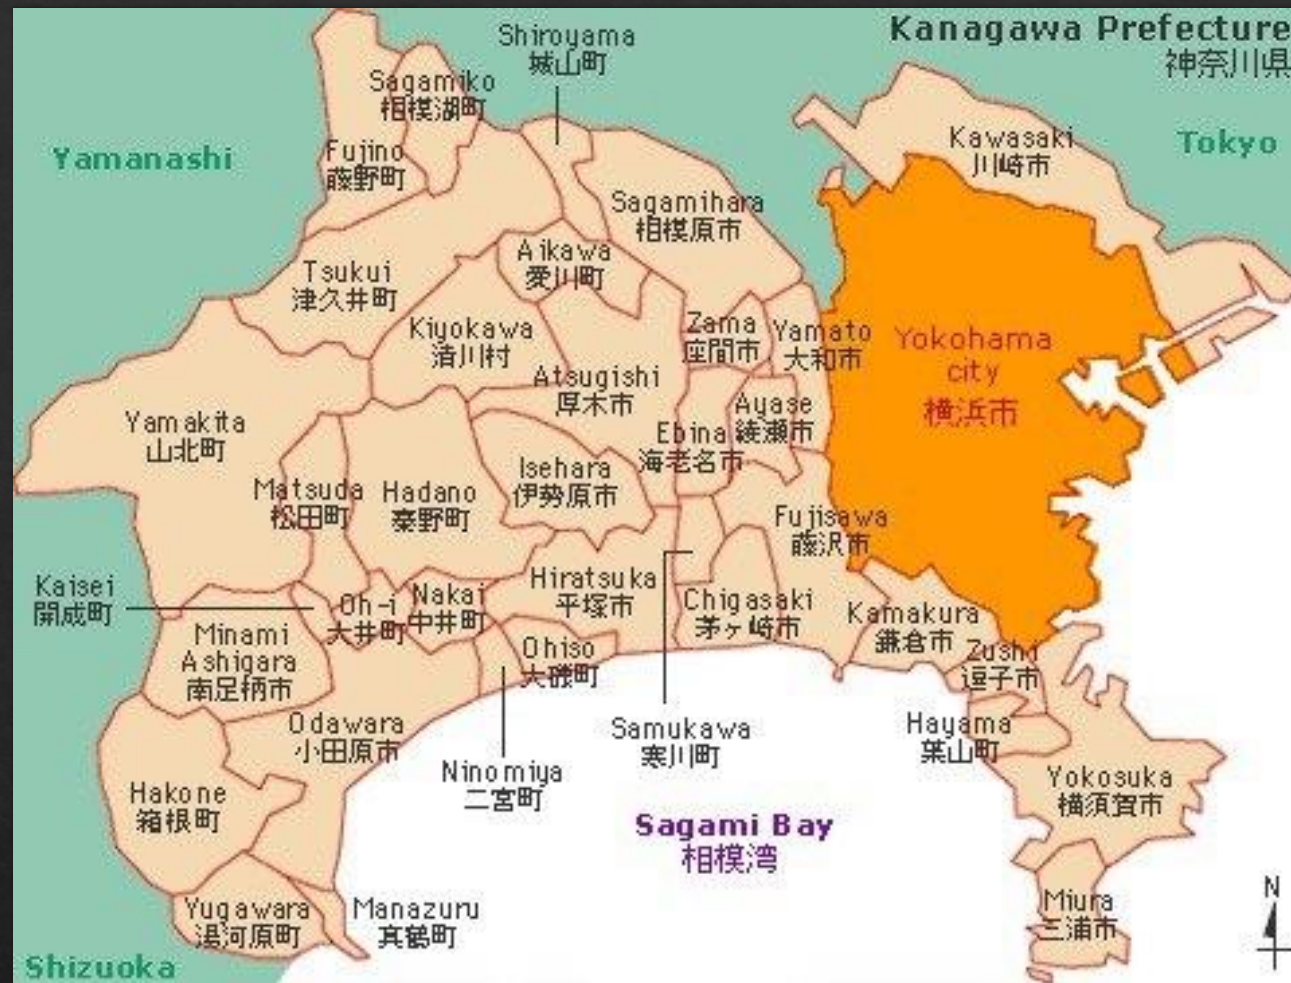 Kanagawa Prefecture
神奈川県
Shiroyama
城山町
Sagamiko
相模湖町
Kawasaki
川崎市
Tokyo
Yamanashi
Fujino
藤野町
Sagamihara
相模原市
Aikawa
愛川町
Tsukui
津久井町
Kiyokawa
清川村
Zama
座間市
Yamato
大和市
Yokohama
city
横浜市
Atsugishi
厚木市
Yamakita
山北町
Ayase
綾瀬市
Ebina
海老名市
Isehara
伊勢原市
Matsuda
松田町
Hadano
秦野町
Fujisawa
藤沢市
Kaisei
開成町
Oh-i
大井町
Nakai
中井町
Hiratsuka
平塚市
Chigasaki
茅ヶ崎市
Kamakura
鎌倉市
Minami
Ashigara
南足柄市
Ohiso
大磯町
Zushi
逗子市
Odawara
小田原市
Samukawa
寒川町
Hayama
葉山町
Ninomiya
二宮町
Hakone
箱根町
Yokosuka
横須賀市
Sagami Bay
相模湾
Yugawara
湯河原町
Manazuru
真鶴町
Miura
三浦市
N
Shizuoka